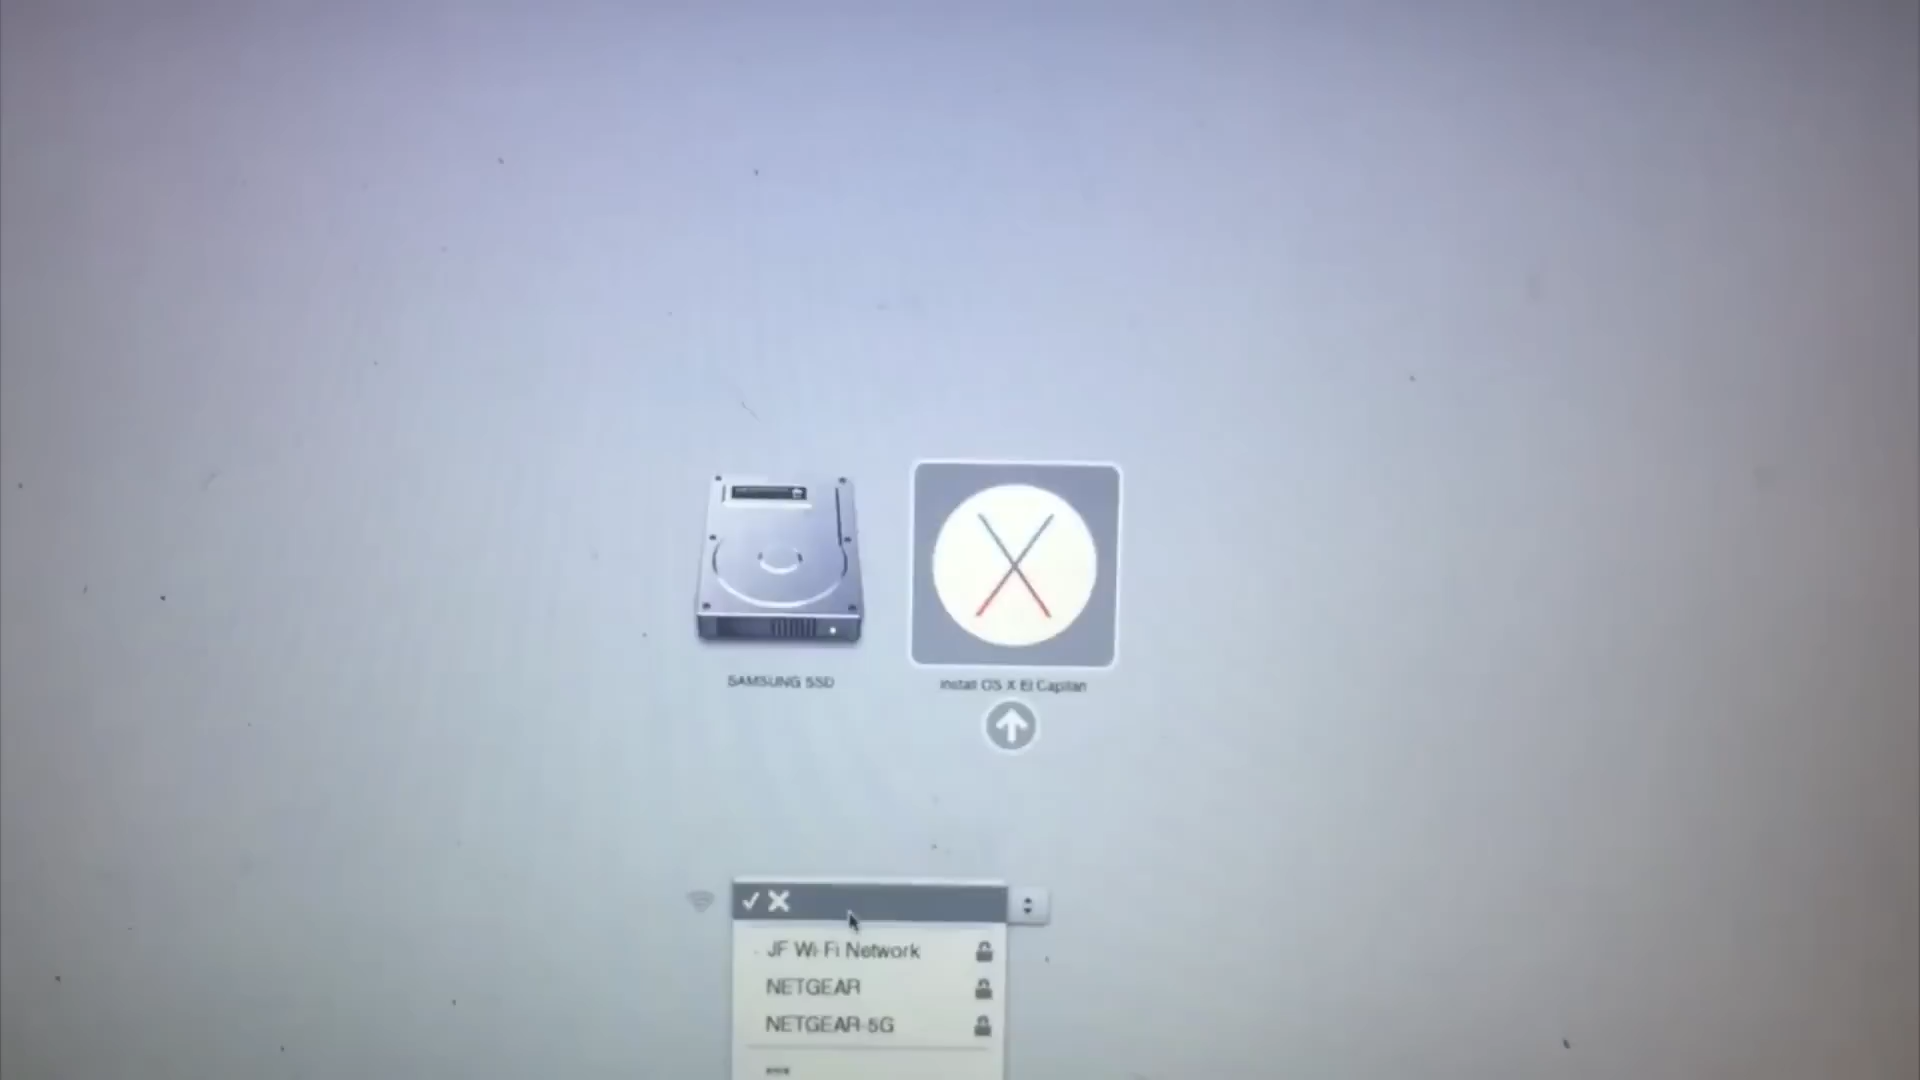 SAMSUNG SSD
Install OS X El Capitan
JF Wi-Fi Network
NETGEAR
NETGEAR-5G